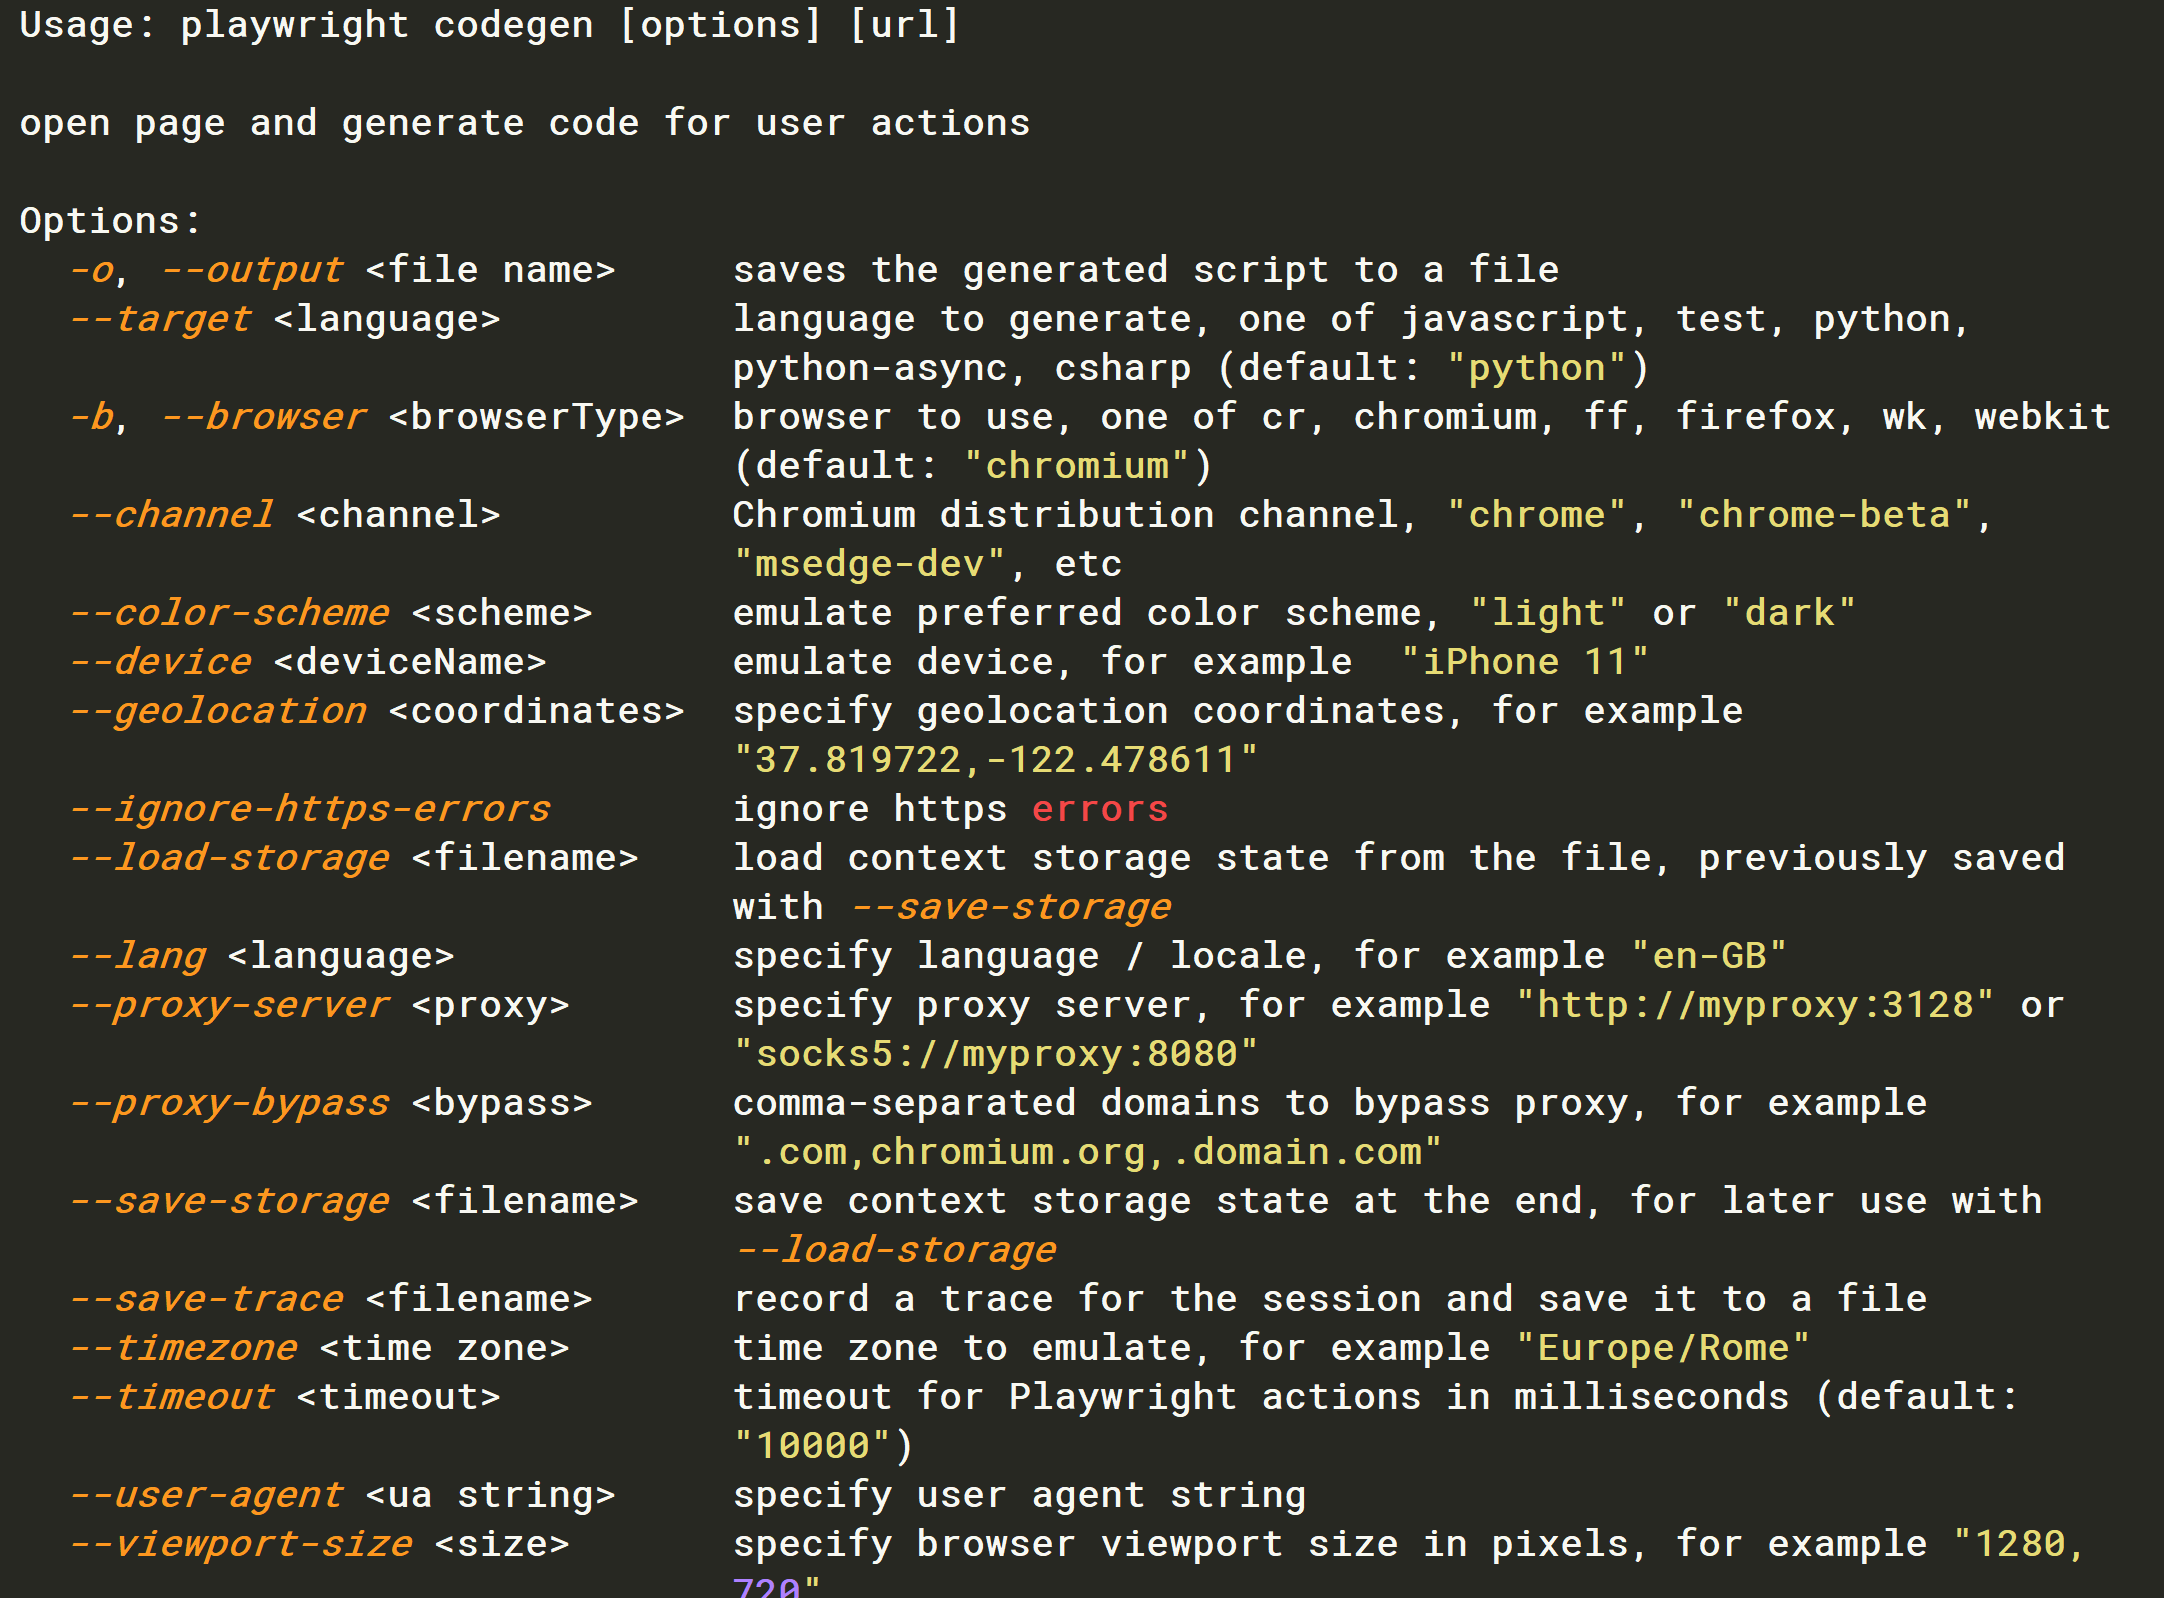 Usage: playwright codegen [options] [url]
open page and generate code for user actions
Options:
-o, --output <file name> saves the generated script to a file
--target <language> language to generate, one of javascript, test, python,
python-async, csharp (default: "python")
-b, --browser <browserType> browser to use, one of cr, chromium, ff, firefox, wk, webkit
(default: "chromium")
--channel <channel> Chromium distribution channel, "chrome", "chrome-beta",
"msedge-dev", etc
--color-scheme <scheme> emulate preferred color scheme, "light" or "dark"
--device <deviceName> emulate device, for example  "iPhone 11"
--geolocation <coordinates> specify geolocation coordinates, for example
"37.819722,-122.478611"
--ignore-https-errors ignore https errors
--load-storage <filename> load context storage state from the file, previously saved
with --save-storage
--lang <language> specify language / locale, for example "en-GB"
--proxy-server <proxy> specify proxy server, for example "http://myproxy:3128" or
"socks5://myproxy:8080"
--proxy-bypass <bypass> comma-separated domains to bypass proxy, for example
".com,chromium.org,.domain.com"
--save-storage <filename> save context storage state at the end, for later use with
--load-storage
--save-trace <filename> record a trace for the session and save it to a file
--timezone <time zone> time zone to emulate, for example "Europe/Rome"
--timeout <timeout> timeout for Playwright actions in milliseconds (default:
"10000")
--user-agent <ua string> specify user agent string
--viewport-size <size> specify browser viewport size in pixels, for example "1280,
720"